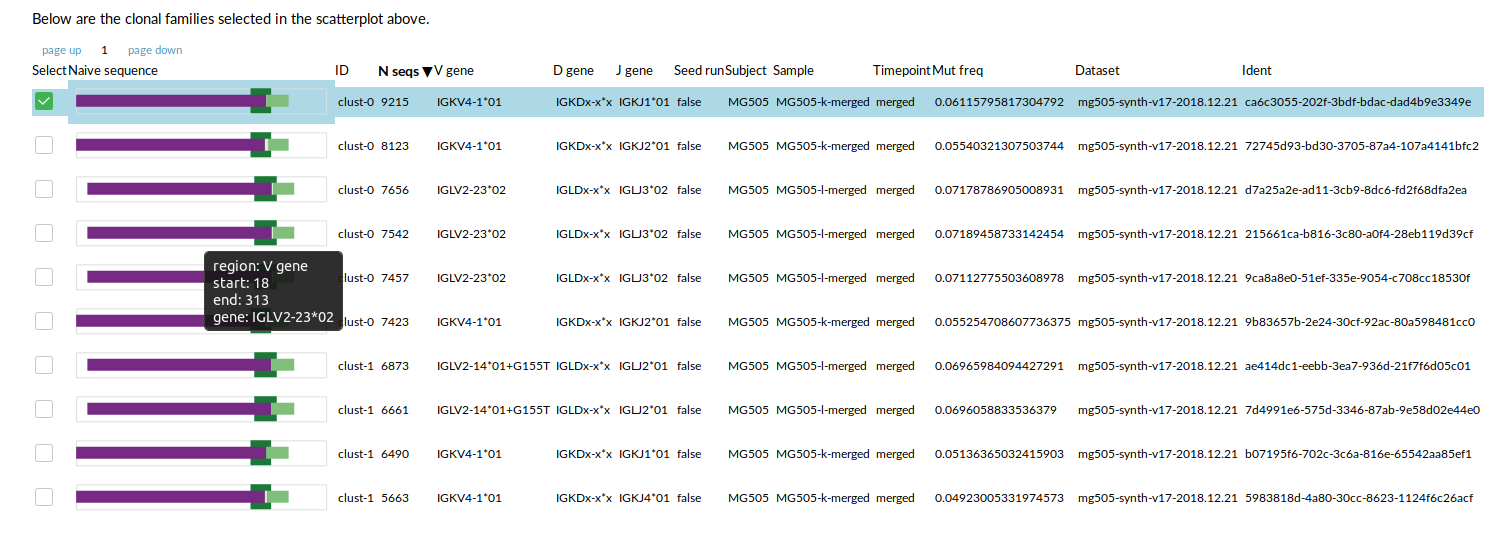 Below are the clonal families selected in the scatterplot above.
page up 1 page down
Select Naive sequence ID N seqs ▼ V gene D gene J gene Seed run Subject Sample Timepoint Mut freq Dataset Ident
clust-0 9215 IGKV4-1*01 IGKDx-x*x IGKJ1*01 false MG505 MG505-k-merged merged 0.06115795817304792 mg505-synth-v17-2018.12.21 ca6c3055-202f-3bdf-bdac-dad4b9e3349e
clust-0 8123 IGKV4-1*01 IGKDx-x*x IGKJ2*01 false MG505 MG505-k-merged merged 0.05540321307503744 mg505-synth-v17-2018.12.21 72745d93-bd30-3705-87a4-107a4141bfc2
clust-0 7656 IGLV2-23*02 IGLDx-x*x IGLJ3*02 false MG505 MG505-l-merged merged 0.07178786905008931 mg505-synth-v17-2018.12.21 d7a25a2e-ad11-3cb9-8dc6-fd2f68dfa2ea
clust-0 7542 IGLV2-23*02 IGLDx-x*x IGLJ3*02 false MG505 MG505-l-merged merged 0.07189458733142454 mg505-synth-v17-2018.12.21 215661ca-b816-3c80-a0f4-28eb119d39cf
region: V gene
start: 18
end: 313
gene: IGLV2-23*02
clust-0 7457 IGLV2-23*02 IGLDx-x*x IGLJ3*02 false MG505 MG505-l-merged merged 0.07112775503608978 mg505-synth-v17-2018.12.21 9ca8a8e0-51ef-335e-9054-c708cc18530f
clust-0 7423 IGKV4-1*01 IGKDx-x*x IGKJ2*01 false MG505 MG505-k-merged merged 0.055254708607736375 mg505-synth-v17-2018.12.21 9b83657b-2e24-30cf-92ac-80a598481cc0
clust-1 6873 IGLV2-14*01+G155T IGLDx-x*x IGLJ2*01 false MG505 MG505-l-merged merged 0.06965984094427291 mg505-synth-v17-2018.12.21 ae414dc1-eebb-3ea7-936d-21f7f6d05c01
clust-1 6661 IGLV2-14*01+G155T IGLDx-x*x IGLJ2*01 false MG505 MG505-l-merged merged 0.0696058833536379 mg505-synth-v17-2018.12.21 7d4991e6-575d-3346-87ab-9e58d02e44e0
clust-1 6490 IGKV4-1*01 IGKDx-x*x IGKJ1*01 false MG505 MG505-k-merged merged 0.05136365032415903 mg505-synth-v17-2018.12.21 b07195f6-702c-3c6a-816e-65542aa85ef1
clust-1 5663 IGKV4-1*01 IGKDx-x*x IGKJ4*01 false MG505 MG505-k-merged merged 0.04923005331974573 mg505-synth-v17-2018.12.21 5983818d-4a80-30cc-8623-1124f6c26acf